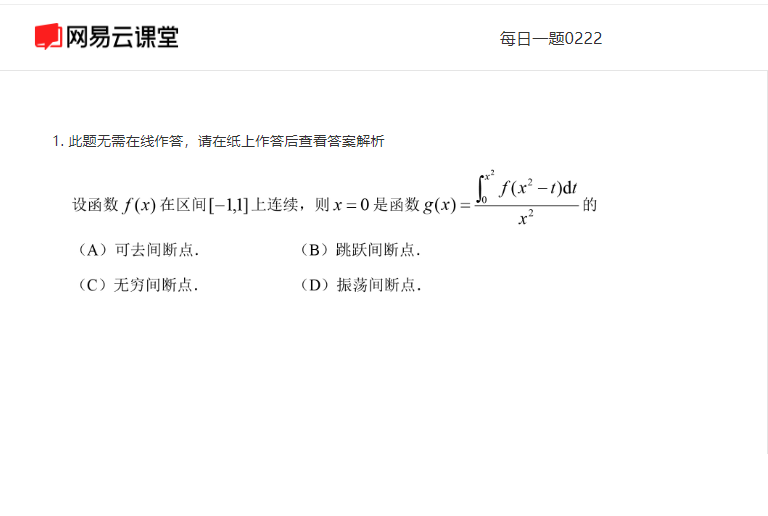 网易云课堂
每日一题0222
1. 此题无需在线作答，请在纸上作答后查看答案解析
设函数 f(x) 在区间[−1,1]上连续，则 x = 0 是函数 g(x) = \frac{\int_0^{x^2} f(x^2 − t)dt}{x^2} 的
（A）可去间断点．	（B）跳跃间断点．
（C）无穷间断点．	（D）振荡间断点．